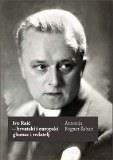 Ivo Raić
– hrvatski i europski
glumac i redatelj
Antonija
Bogner-Šaban